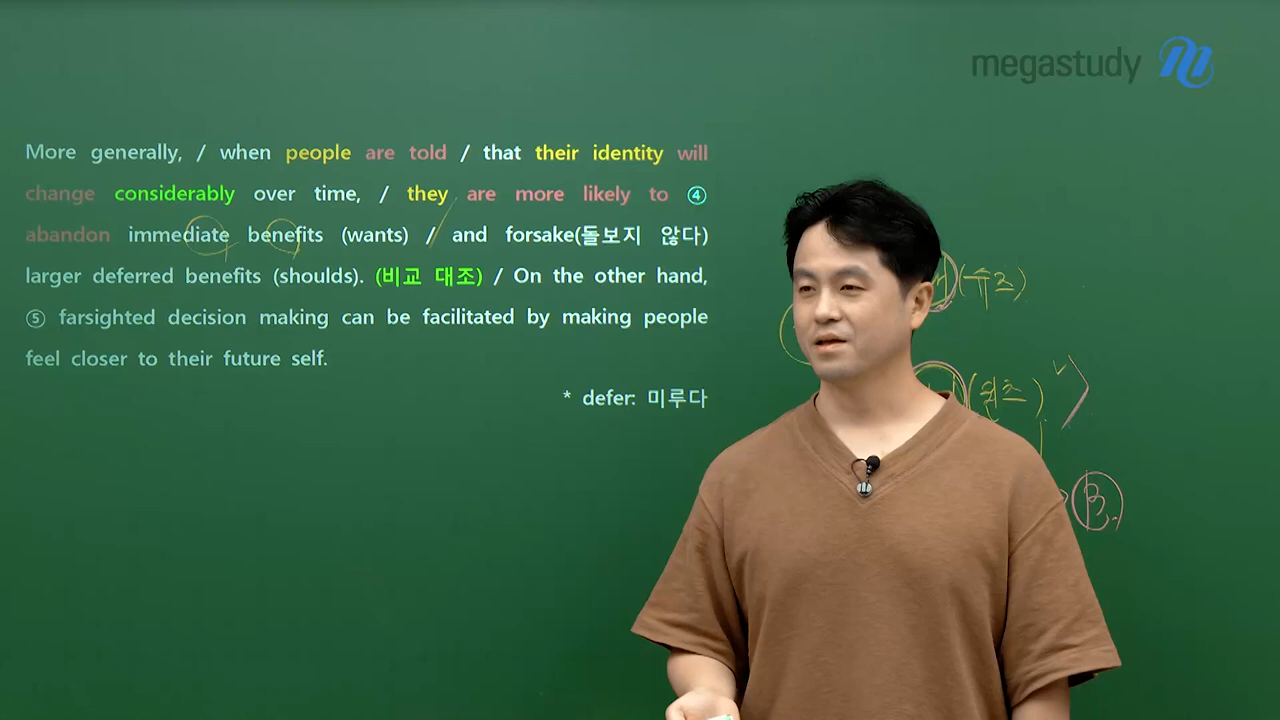 megastudy
More generally, / when people are told / that their identity will
change considerably over time, / they are more likely to ④
abandon immediate benefits (wants) / and forsake(돌보지 않다)
larger deferred benefits (shoulds). (비교 대조) / On the other hand,
⑤ farsighted decision making can be facilitated by making people
feel closer to their future self.
* defer: 미루다
B